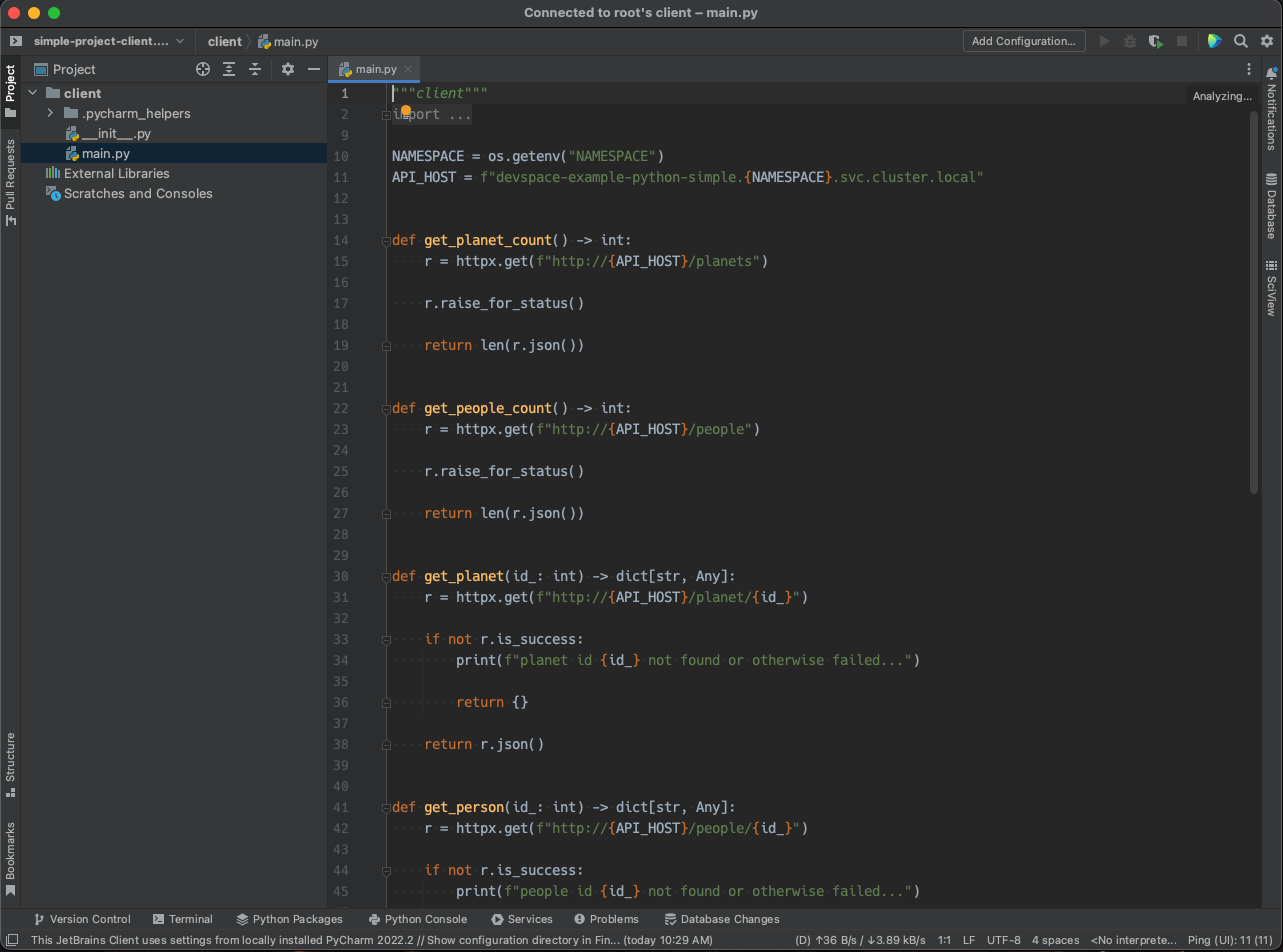 Connected to root's client – main.py
simple-project-client....
client
main.py
Add Configuration...
Project
main.py
Project
Pull Requests
Structure
Bookmarks
client
.pycharm_helpers
__init__.py
main.py
External Libraries
Scratches and Consoles
Analyzing...
Notifications
Database
SciView
1 """client"""
2 import ...
9
10 NAMESPACE = os.getenv("NAMESPACE")
11 API_HOST = f"devspace-example-python-simple.{NAMESPACE}.svc.cluster.local"
12
13
14 def get_planet_count() -> int:
15 r = httpx.get(f"http://{API_HOST}/planets")
16
17 r.raise_for_status()
18
19 return len(r.json())
20
21
22 def get_people_count() -> int:
23 r = httpx.get(f"http://{API_HOST}/people")
24
25 r.raise_for_status()
26
27 return len(r.json())
28
29
30 def get_planet(id_: int) -> dict[str, Any]:
31 r = httpx.get(f"http://{API_HOST}/planet/{id_}")
32
33 if not r.is_success:
34 print(f"planet id {id_} not found or otherwise failed...")
35
36 return {}
37
38 return r.json()
39
40
41 def get_person(id_: int) -> dict[str, Any]:
42 r = httpx.get(f"http://{API_HOST}/people/{id_}")
43
44 if not r.is_success:
45 print(f"people id {id_} not found or otherwise failed...")
Version Control
Terminal
Python Packages
Python Console
Services
Problems
Database Changes
This JetBrains Client uses settings from locally installed PyCharm 2022.2 // Show configuration directory in Fin... (today 10:29 AM)
(D) ↑36 B/s / ↓3.89 kB/s
1:1
LF
UTF-8
4 spaces
<No interprete...
Ping (UI): 11 (11)